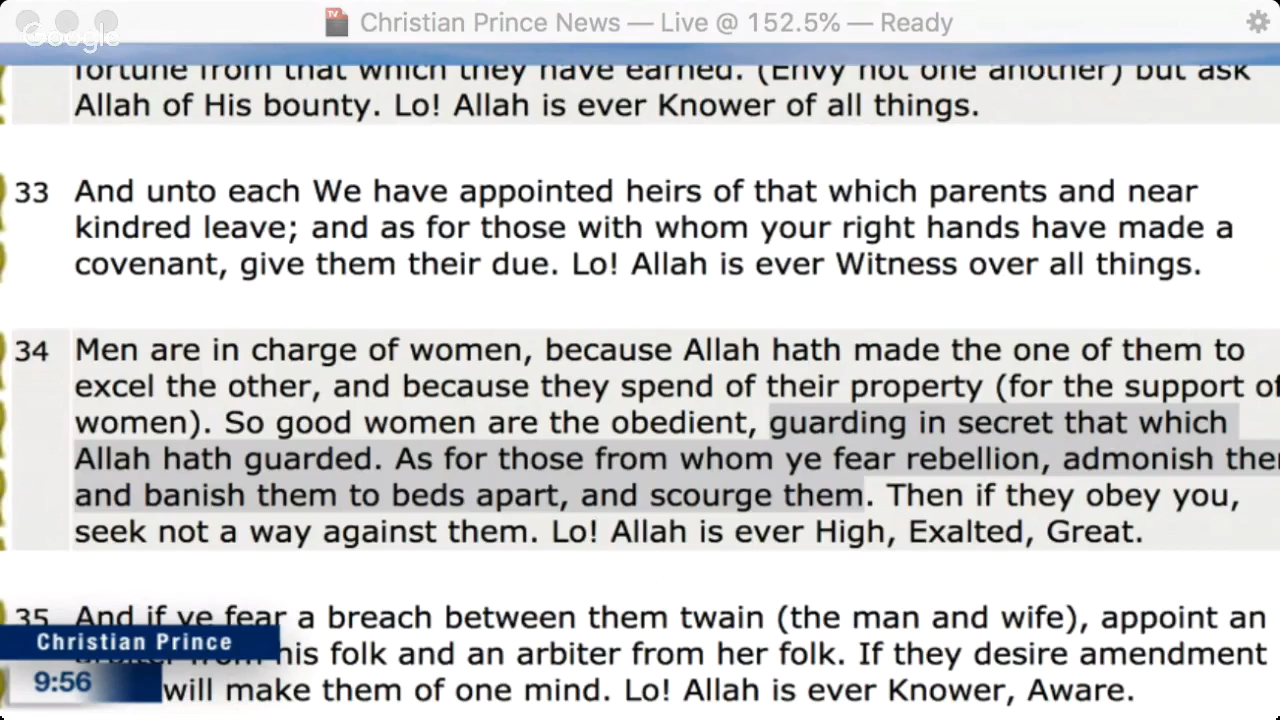 Christian Prince News — Live @ 152.5% — Ready
Google
fortune from that which they have earned. (Envy not one another) but ask
Allah of His bounty. Lo! Allah is ever Knower of all things.
33 And unto each We have appointed heirs of that which parents and near
kindred leave; and as for those with whom your right hands have made a
covenant, give them their due. Lo! Allah is ever Witness over all things.
34 Men are in charge of women, because Allah hath made the one of them to
excel the other, and because they spend of their property (for the support of
women). So good women are the obedient, guarding in secret that which
Allah hath guarded. As for those from whom ye fear rebellion, admonish
and banish them to beds apart, and scourge them. Then if they obey you,
seek not a way against them. Lo! Allah is ever High, Exalted, Great.
35 And if ye fear a breach between them twain (the man and wife), appoint an
his folk and an arbiter from her folk. If they desire amendment
will make them of one mind. Lo! Allah is ever Knower, Aware.
Christian Prince
9:56